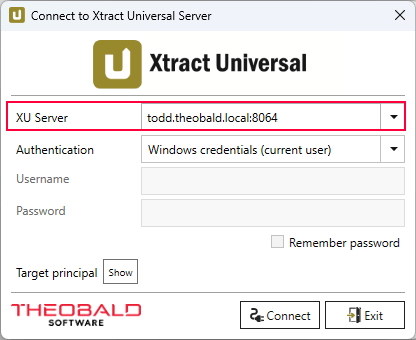 Connect to Xtract Universal Server
Xtract Universal
XU Server todd.theobald.local:8064
Authentication Windows credentials (current user)
Username
Password
Remember password
Target principal Show
THEOBALD
SOFTWARE
Connect Exit